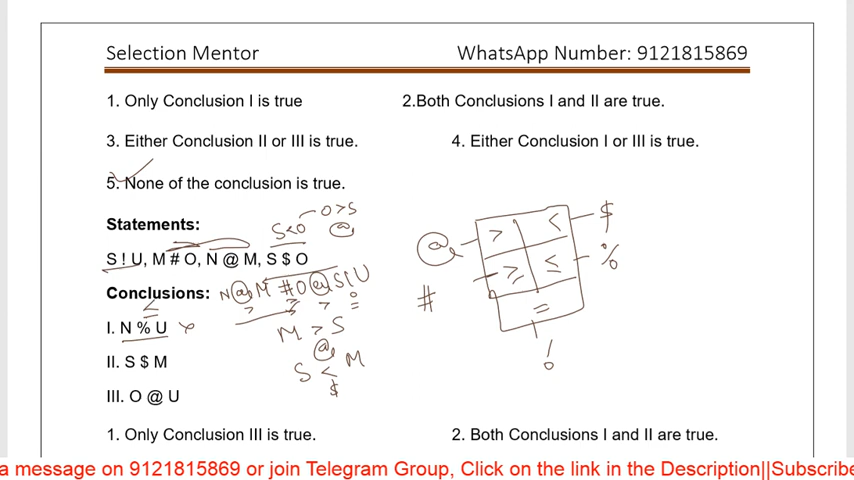 Selection Mentor WhatsApp Number: 9121815869
1. Only Conclusion I is true 2.Both Conclusions I and II are true.
3. Either Conclusion II or III is true. 4. Either Conclusion I or III is true.
5. None of the conclusion is true.
O > S
Statements: S < O @
> < $
@
S ! U, M # O, N @ M, S $ O
≥ ≤ %
Conclusions: N @ M # O @ S ! U
#
≤ > ≥ > =
=
I. N % U
M > S
!
@
II. S $ M
S < M
$
III. O @ U
1. Only Conclusion III is true. 2. Both Conclusions I and II are true.
a message on 9121815869 or join Telegram Group, Click on the link in the Description||Subscribe